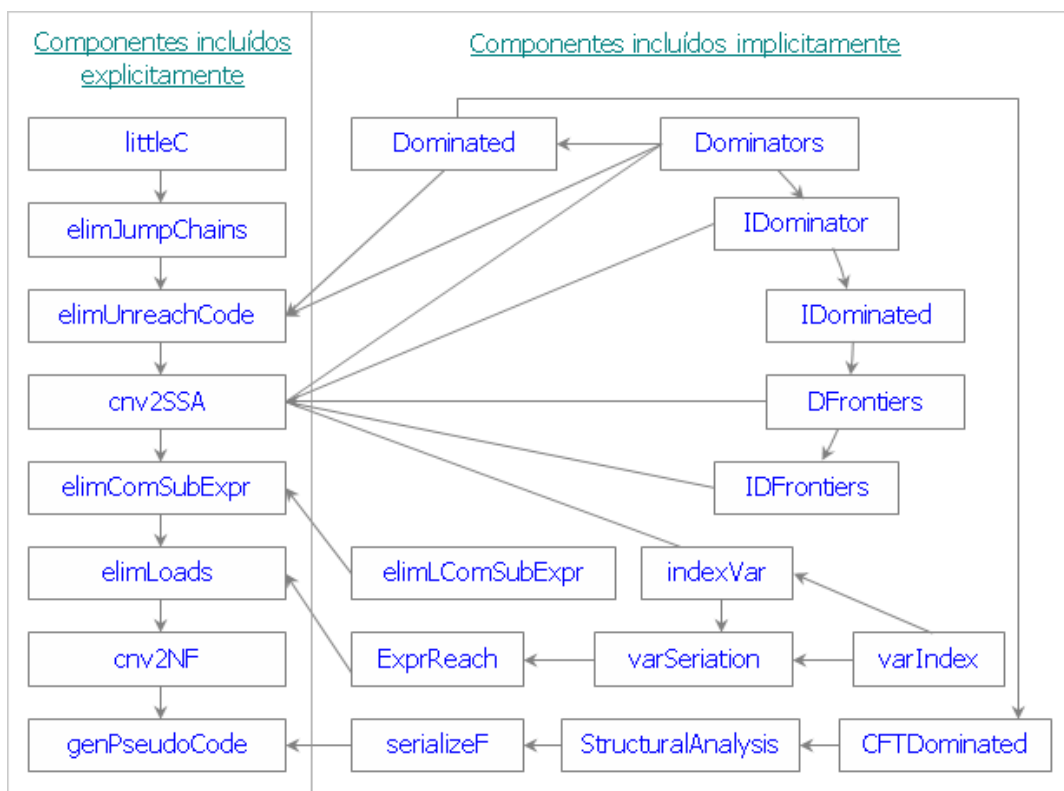 Componentes incluídos
explicitamente
Componentes incluídos implicitamente
littleC
Dominated
Dominators
elimJumpChains
IDominator
elimUnreachCode
IDominated
cnv2SSA
DFrontiers
elimComSubExpr
IDFrontiers
elimLoads
elimLComSubExpr
indexVar
cnv2NF
ExprReach
varSeriation
varIndex
genPseudoCode
serializeF
StructuralAnalysis
CFTDominated